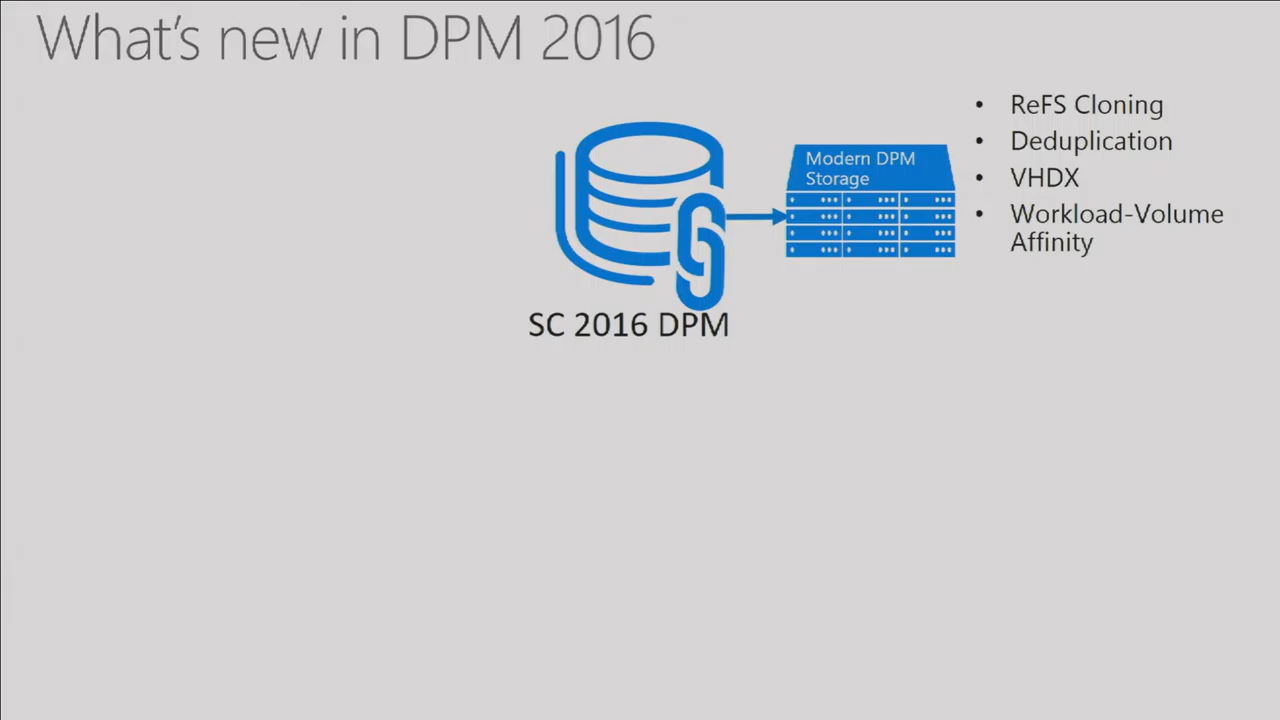 What's new in DPM 2016
Modern DPM
Storage
SC 2016 DPM
• ReFS Cloning
• Deduplication
• VHDX
• Workload-Volume
Affinity